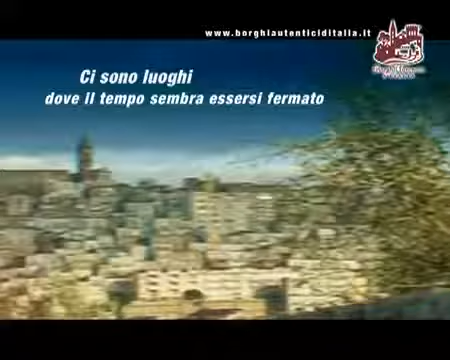 www.borghiautenticiditalia.it
Ci sono luoghi
dove il tempo sembra essersi fermato